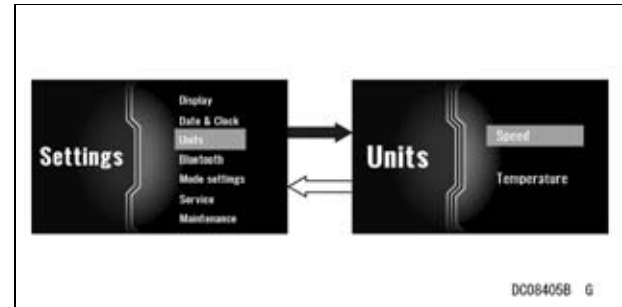 Settings
Display
Date & Clock
Units
Bluetooth
Mode settings
Service
Maintenance
Units
Speed
Temperature
DC08405B G